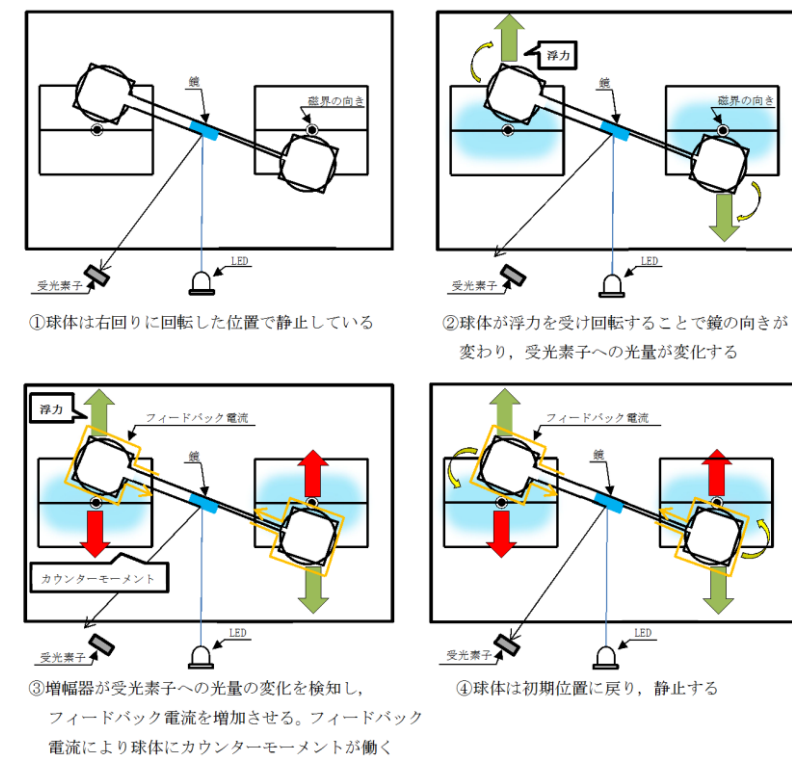 鏡
磁界の向き
受光素子
LED
①球体は右回りに回転した位置で静止している
浮力
鏡
磁界の向き
受光素子
LED
②球体が浮力を受け回転することで鏡の向きが
変わり，受光素子への光量が変化する
浮力
フィードバック電流
鏡
カウンターモーメント
受光素子
LED
③増幅器が受光素子への光量の変化を検知し，
フィードバック電流を増加させる。フィードバック
電流により球体にカウンターモーメントが働く
フィードバック電流
鏡
受光素子
LED
④球体は初期位置に戻り，静止する